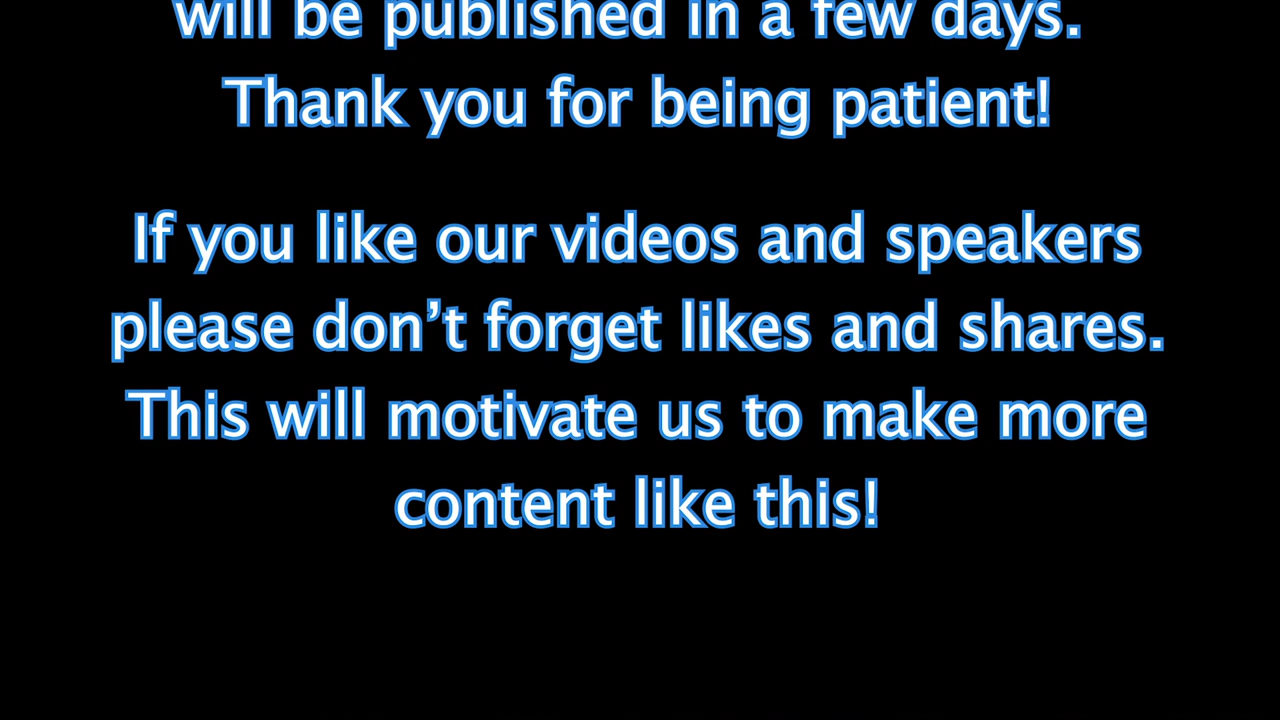 will be published in a few days.
Thank you for being patient!
If you like our videos and speakers
please don’t forget likes and shares.
This will motivate us to make more
content like this!